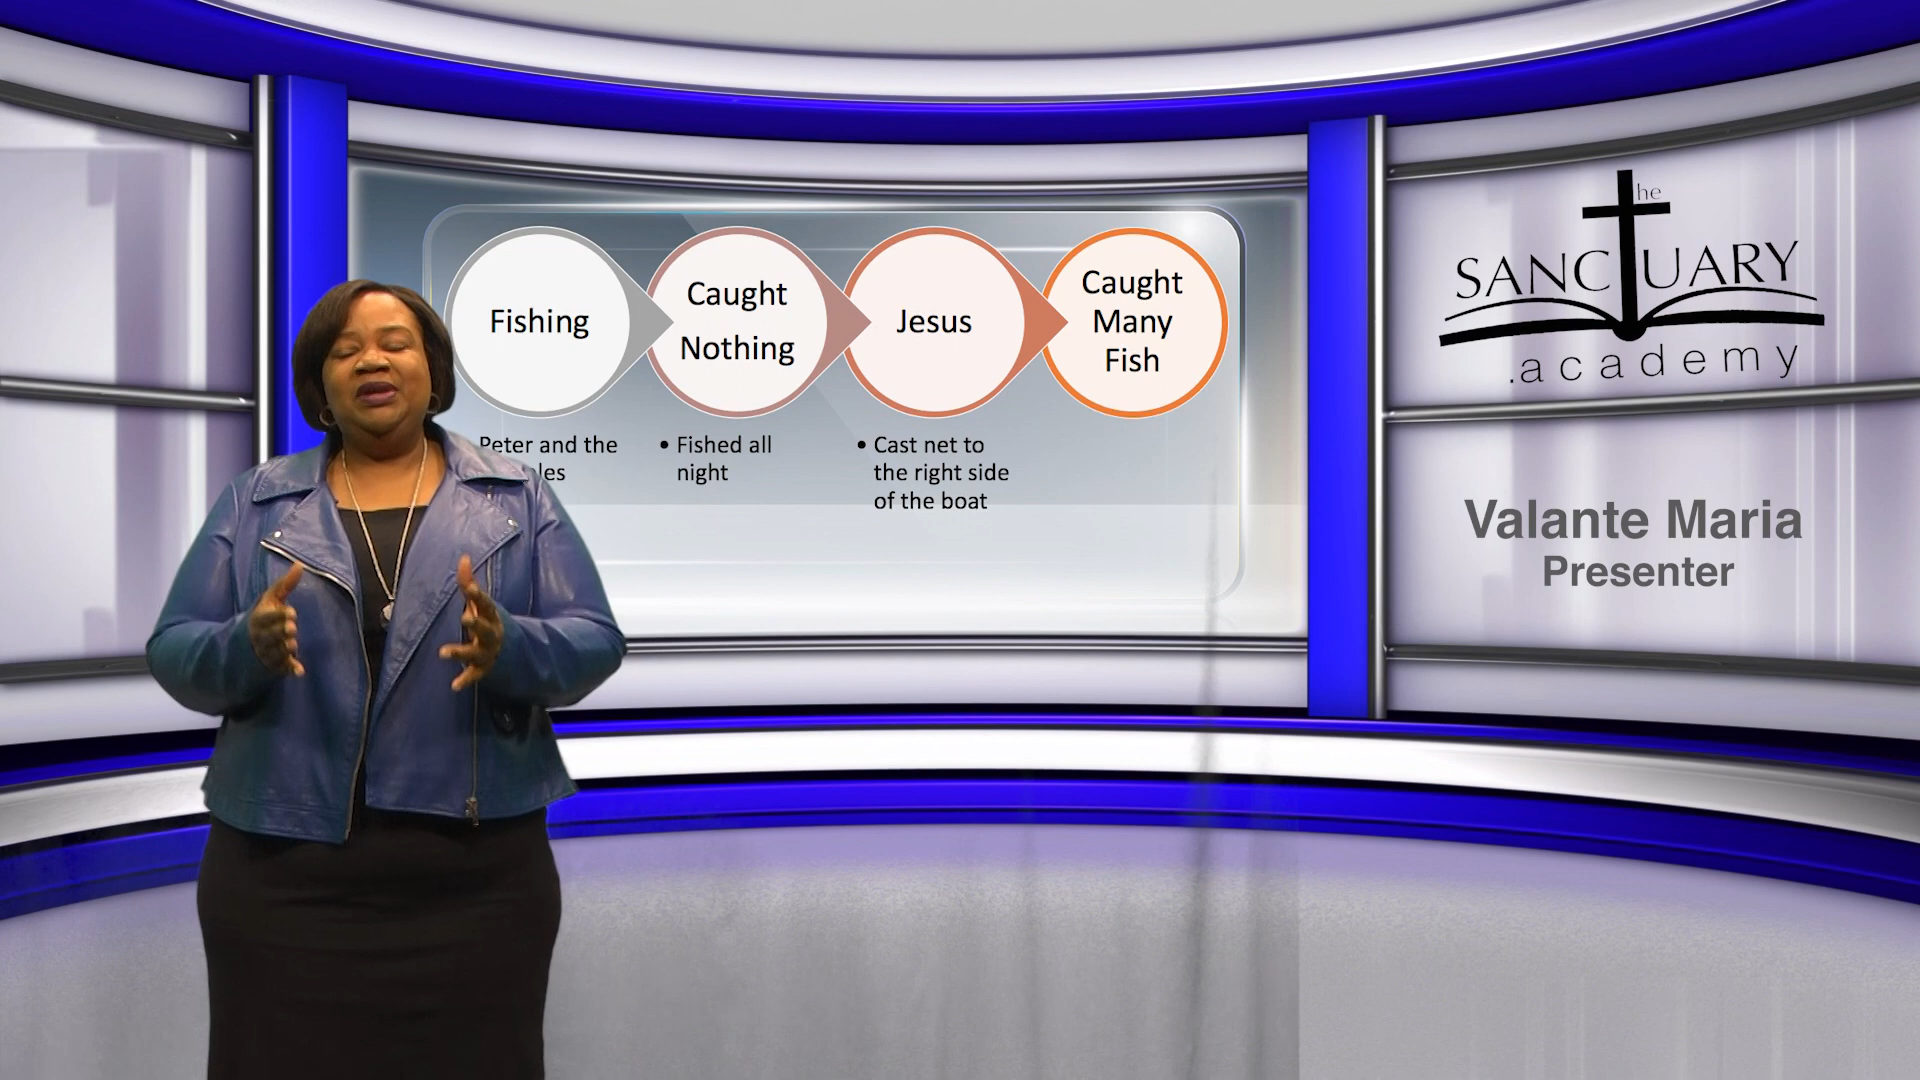 Fishing
Caught
Nothing
Jesus
Caught
Many
Fish
Peter and the
• Fished all
night
• Cast net to
the right side
of the boat
The
SANCTUARY
.academy
Valante Maria
Presenter